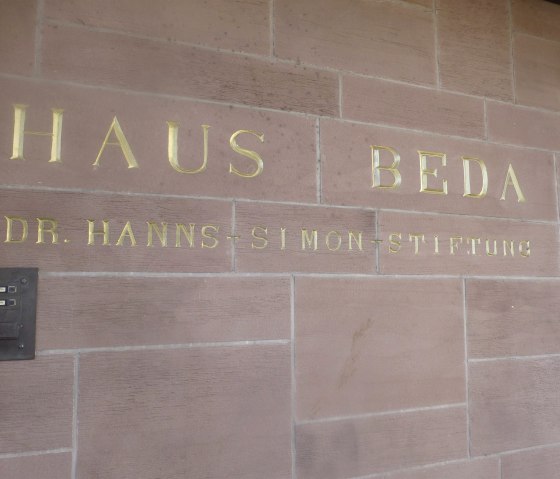 HAUS BEDA
DR. HANNS-SIMON-STIFTUNG